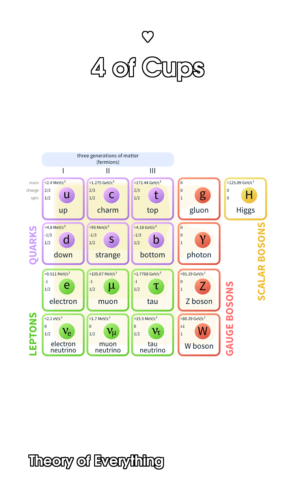 4 of Cups
three generations of matter
(fermions)
I II III
mass
charge
spin
≈2.4 MeV/c²
2/3
1/2
u
up
≈1.275 GeV/c²
2/3
1/2
c
charm
≈172.44 GeV/c²
2/3
1/2
t
top
0
0
1
g
gluon
≈125.09 GeV/c²
0
0
H
Higgs
QUARKS
≈4.8 MeV/c²
-1/3
1/2
d
down
≈95 MeV/c²
-1/3
1/2
s
strange
≈4.18 GeV/c²
-1/3
1/2
b
bottom
0
0
1
γ
photon
SCALAR BOSONS
≈0.511 MeV/c²
-1
1/2
e
electron
≈105.67 MeV/c²
-1
1/2
μ
muon
≈1.7768 GeV/c²
-1
1/2
τ
tau
≈91.19 GeV/c²
0
1
Z
Z boson
GAUGE BOSONS
LEPTONS
<2.2 eV/c²
0
1/2
νe
electron
neutrino
<1.7 MeV/c²
0
1/2
νμ
muon
neutrino
<15.5 MeV/c²
0
1/2
ντ
tau
neutrino
≈80.39 GeV/c²
±1
1
W
W boson
Theory of Everything